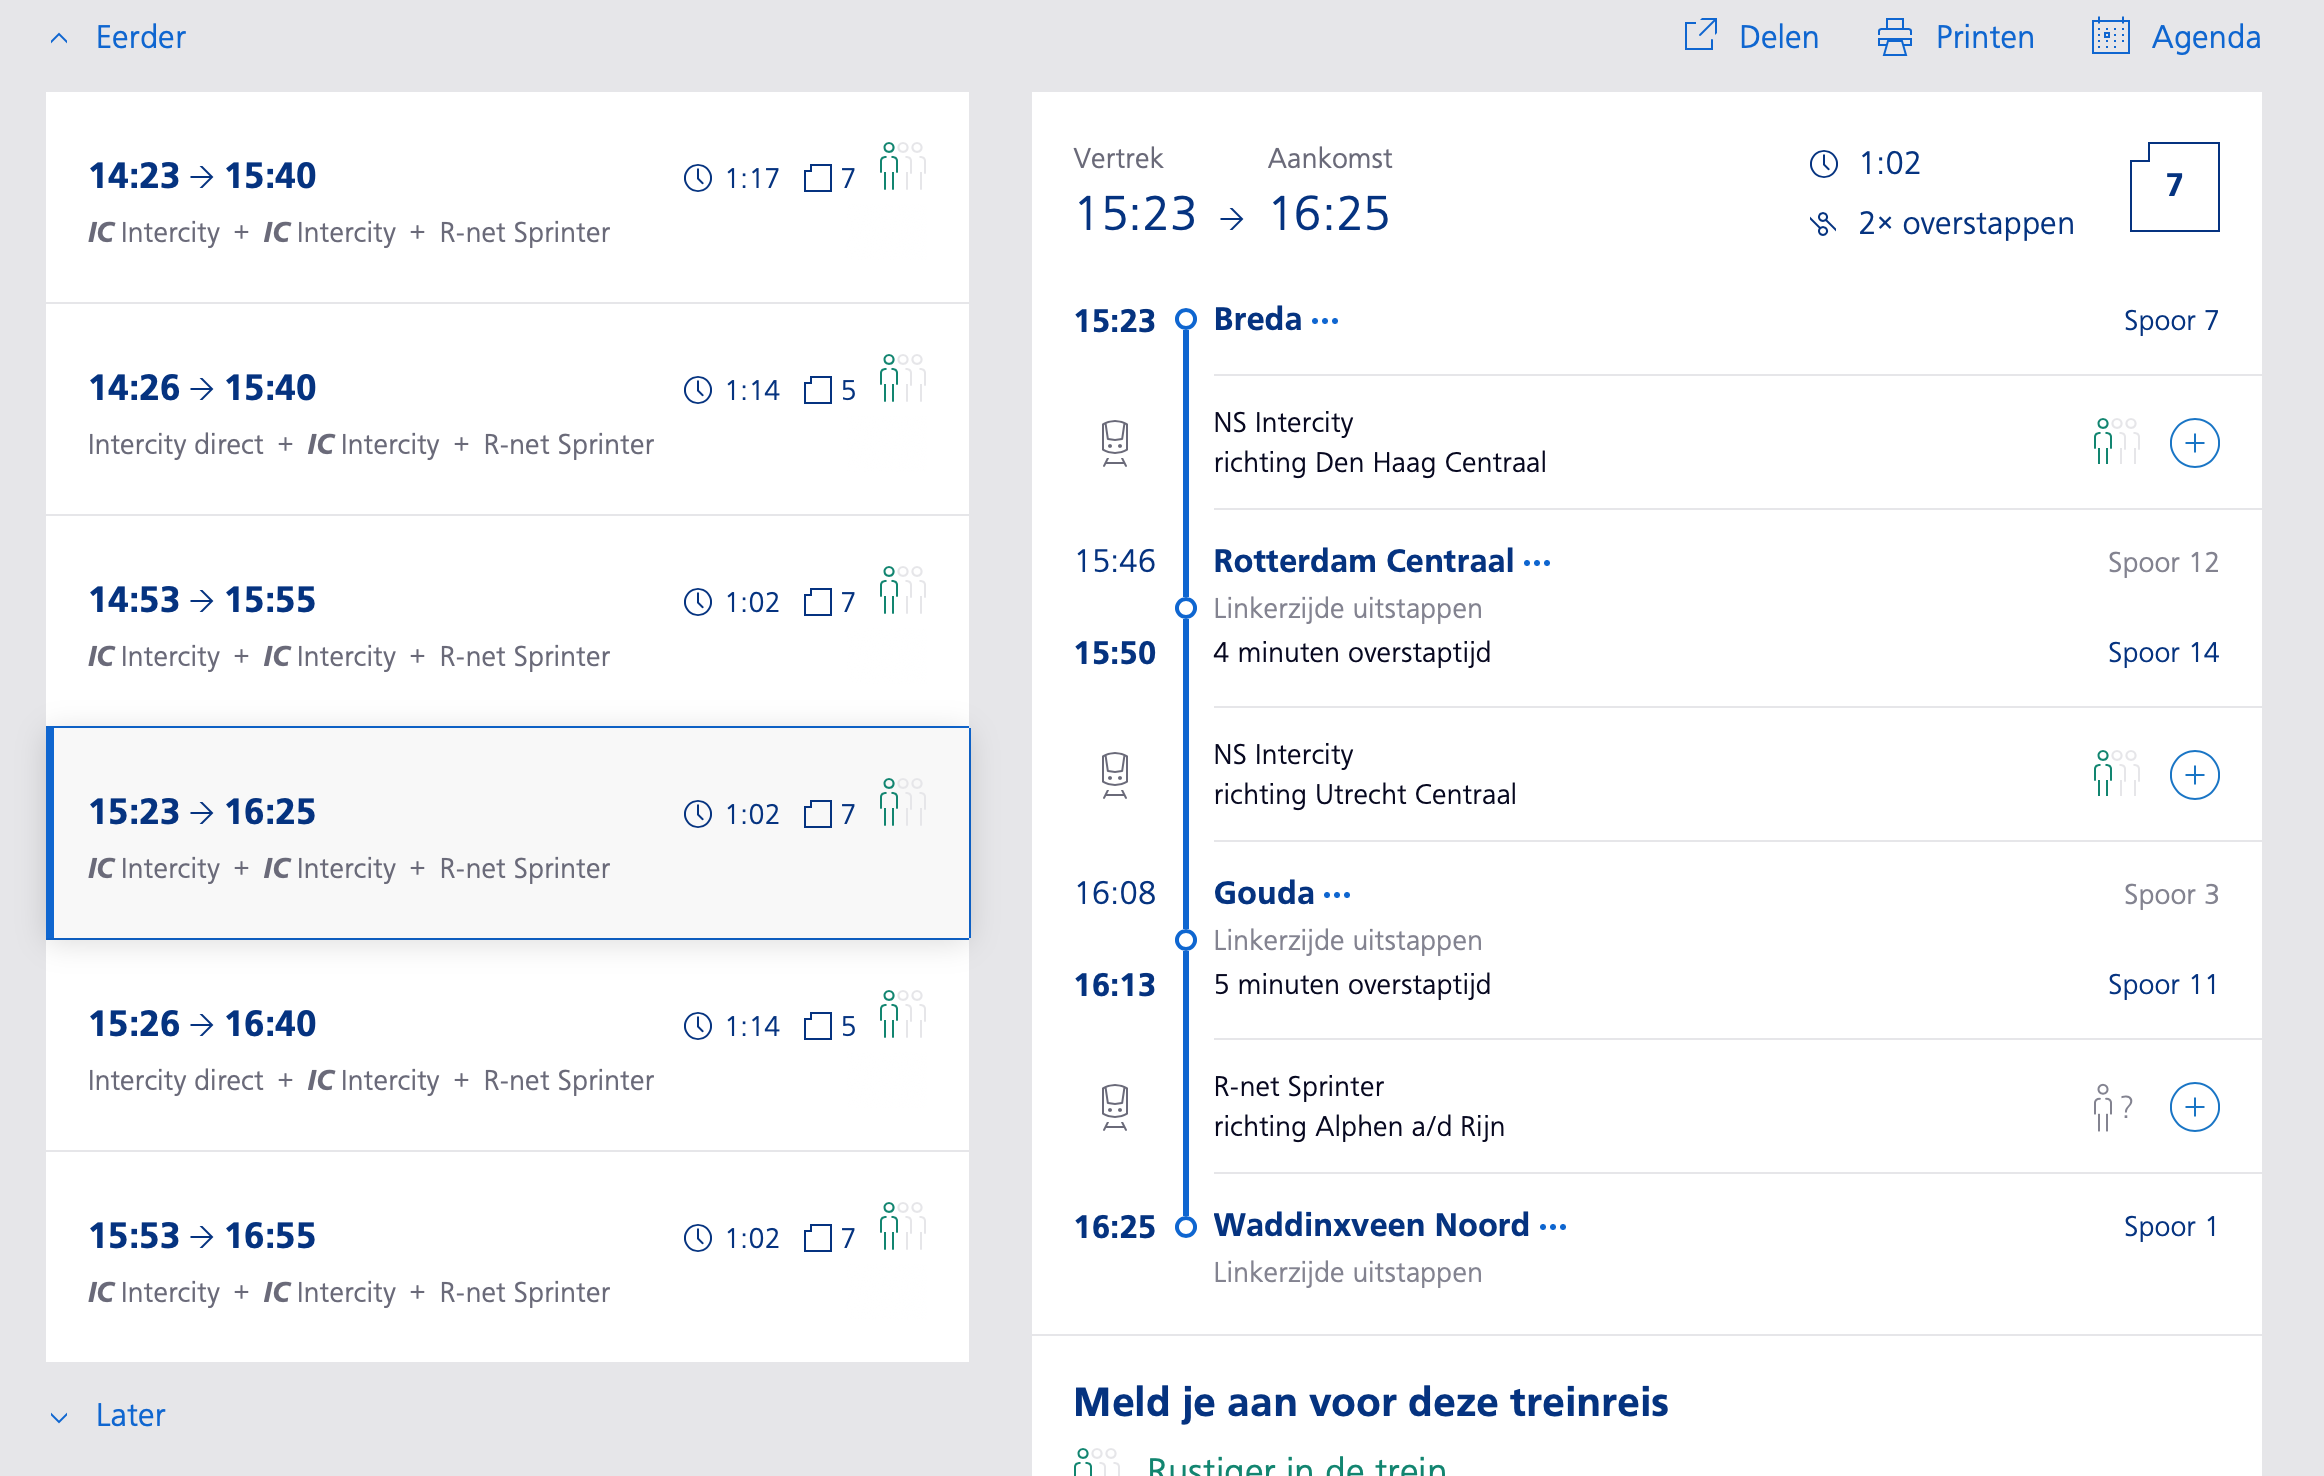 Eerder
Delen
Printen
Agenda
14:23 → 15:40
1:17
7
IC Intercity + IC Intercity + R-net Sprinter
14:26 → 15:40
1:14
5
Intercity direct + IC Intercity + R-net Sprinter
14:53 → 15:55
1:02
7
IC Intercity + IC Intercity + R-net Sprinter
15:23 → 16:25
1:02
7
IC Intercity + IC Intercity + R-net Sprinter
15:26 → 16:40
1:14
5
Intercity direct + IC Intercity + R-net Sprinter
15:53 → 16:55
1:02
7
IC Intercity + IC Intercity + R-net Sprinter
Later
Vertrek
Aankomst
15:23 → 16:25
1:02
2× overstappen
7
15:23 Breda ••• Spoor 7
NS Intercity
richting Den Haag Centraal
15:46 Rotterdam Centraal ••• Spoor 12
Linkerzijde uitstappen
15:50 4 minuten overstaptijd Spoor 14
NS Intercity
richting Utrecht Centraal
16:08 Gouda ••• Spoor 3
Linkerzijde uitstappen
16:13 5 minuten overstaptijd Spoor 11
R-net Sprinter
richting Alphen a/d Rijn
?
16:25 Waddinxveen Noord ••• Spoor 1
Linkerzijde uitstappen
Meld je aan voor deze treinreis
Rustiger in de trein